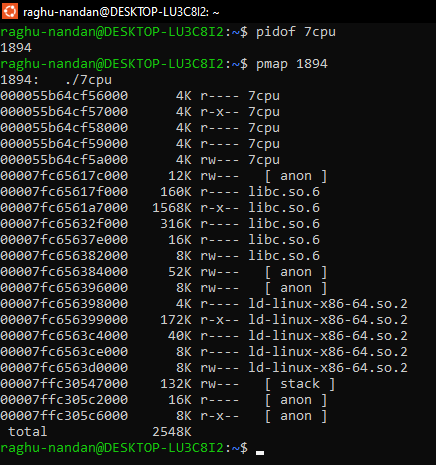 raghu-nandan@DESKTOP-LU3C8I2: ~
raghu-nandan@DESKTOP-LU3C8I2:~$ pidof 7cpu
1894
raghu-nandan@DESKTOP-LU3C8I2:~$ pmap 1894
1894:   ./7cpu
000055b64cf56000      4K r---- 7cpu
000055b64cf57000      4K r-x-- 7cpu
000055b64cf58000      4K r---- 7cpu
000055b64cf59000      4K r---- 7cpu
000055b64cf5a000      4K rw--- 7cpu
00007fc65617c000     12K rw---   [ anon ]
00007fc65617f000    160K r---- libc.so.6
00007fc6561a7000   1568K r-x-- libc.so.6
00007fc65632f000    316K r---- libc.so.6
00007fc65637e000     16K r---- libc.so.6
00007fc656382000      8K rw--- libc.so.6
00007fc656384000     52K rw---   [ anon ]
00007fc656396000      8K rw---   [ anon ]
00007fc656398000      4K r---- ld-linux-x86-64.so.2
00007fc656399000    172K r-x-- ld-linux-x86-64.so.2
00007fc6563c4000     40K r---- ld-linux-x86-64.so.2
00007fc6563ce000      8K r---- ld-linux-x86-64.so.2
00007fc6563d0000      8K rw--- ld-linux-x86-64.so.2
00007ffc30547000    132K rw---   [ stack ]
00007ffc305c2000     16K r----   [ anon ]
00007ffc305c6000      8K r-x--   [ anon ]
 total             2548K
raghu-nandan@DESKTOP-LU3C8I2:~$